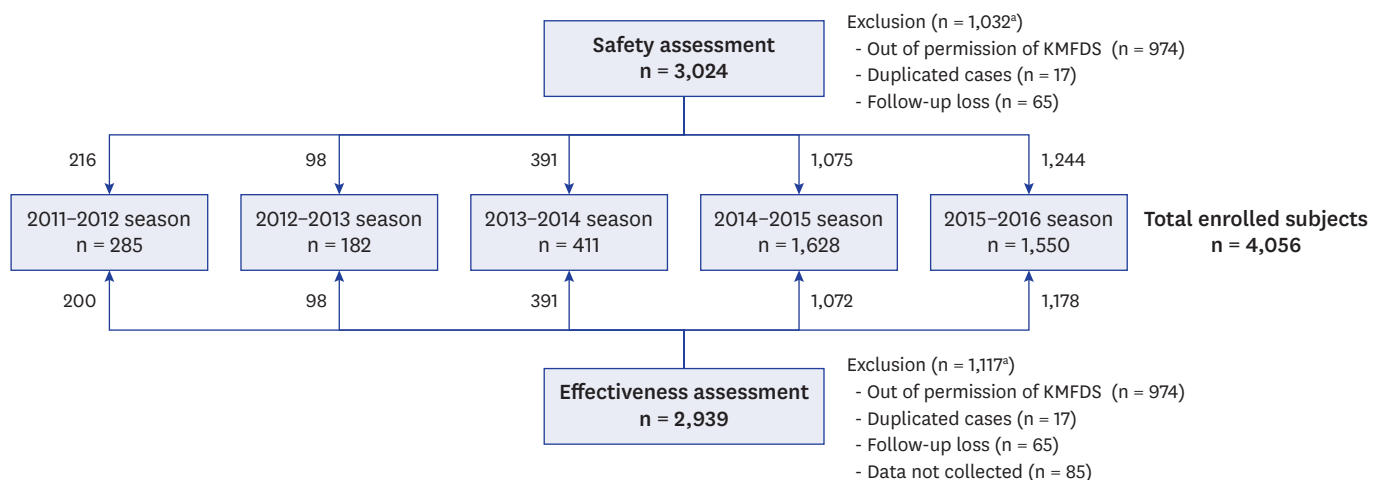 Safety assessment
n = 3,024
Exclusion (n = 1,032ᵃ)
- Out of permission of KMFDS (n = 974)
- Duplicated cases (n = 17)
- Follow-up loss (n = 65)
216
98
391
1,075
1,244
2011–2012 season
n = 285
2012–2013 season
n = 182
2013–2014 season
n = 411
2014–2015 season
n = 1,628
2015–2016 season
n = 1,550
Total enrolled subjects
n = 4,056
200
98
391
1,072
1,178
Effectiveness assessment
n = 2,939
Exclusion (n = 1,117ᵃ)
- Out of permission of KMFDS (n = 974)
- Duplicated cases (n = 17)
- Follow-up loss (n = 65)
- Data not collected (n = 85)